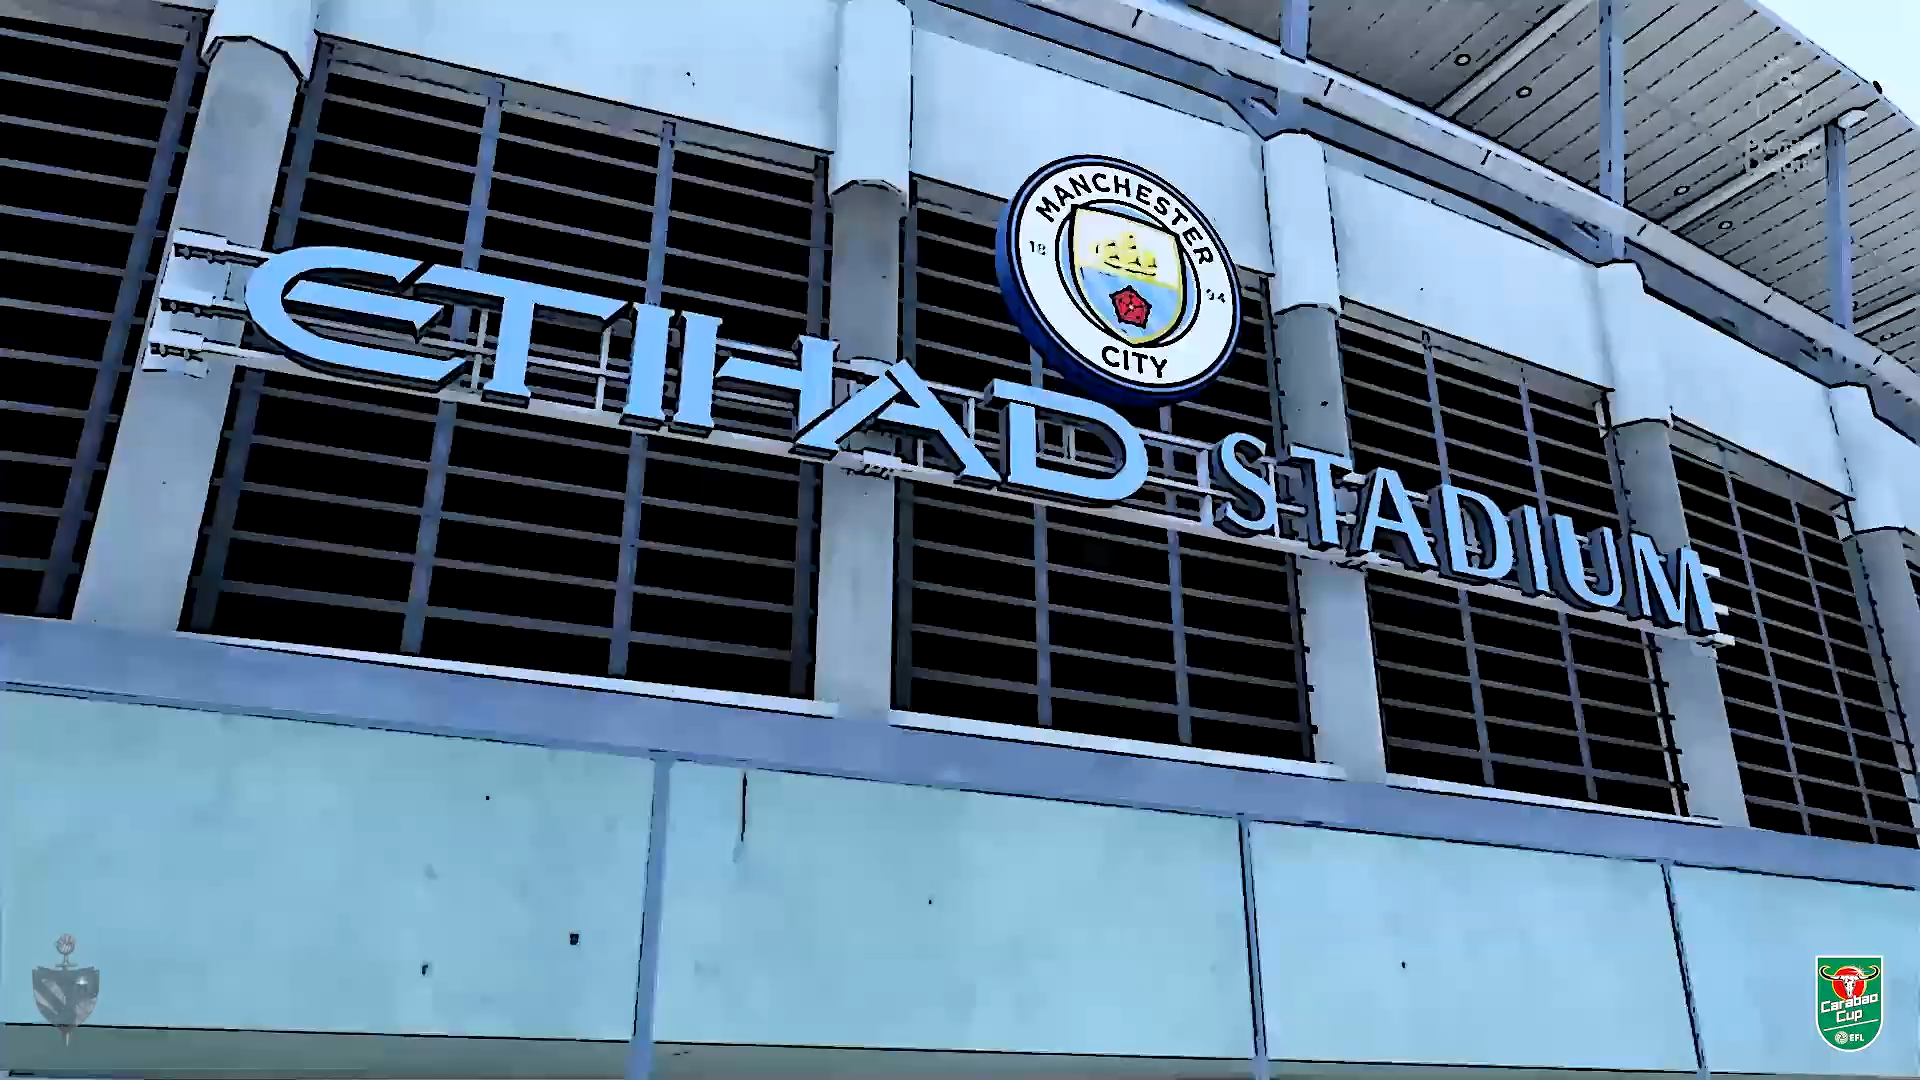 MANCHESTER
18 94
CITY
ETIHAD STADIUM
Carabao
Cup
EFL